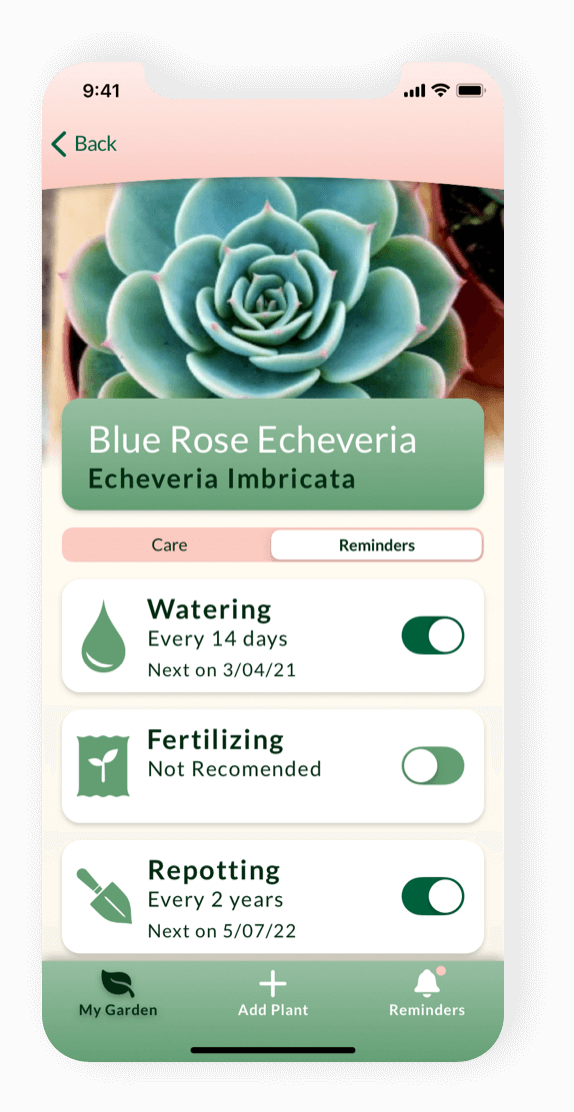 9:41
Back
Blue Rose Echeveria
Echeveria Imbricata
Care Reminders
Watering
Every 14 days
Next on 3/04/21
Fertilizing
Not Recomended
Repotting
Every 2 years
Next on 5/07/22
My Garden Add Plant Reminders